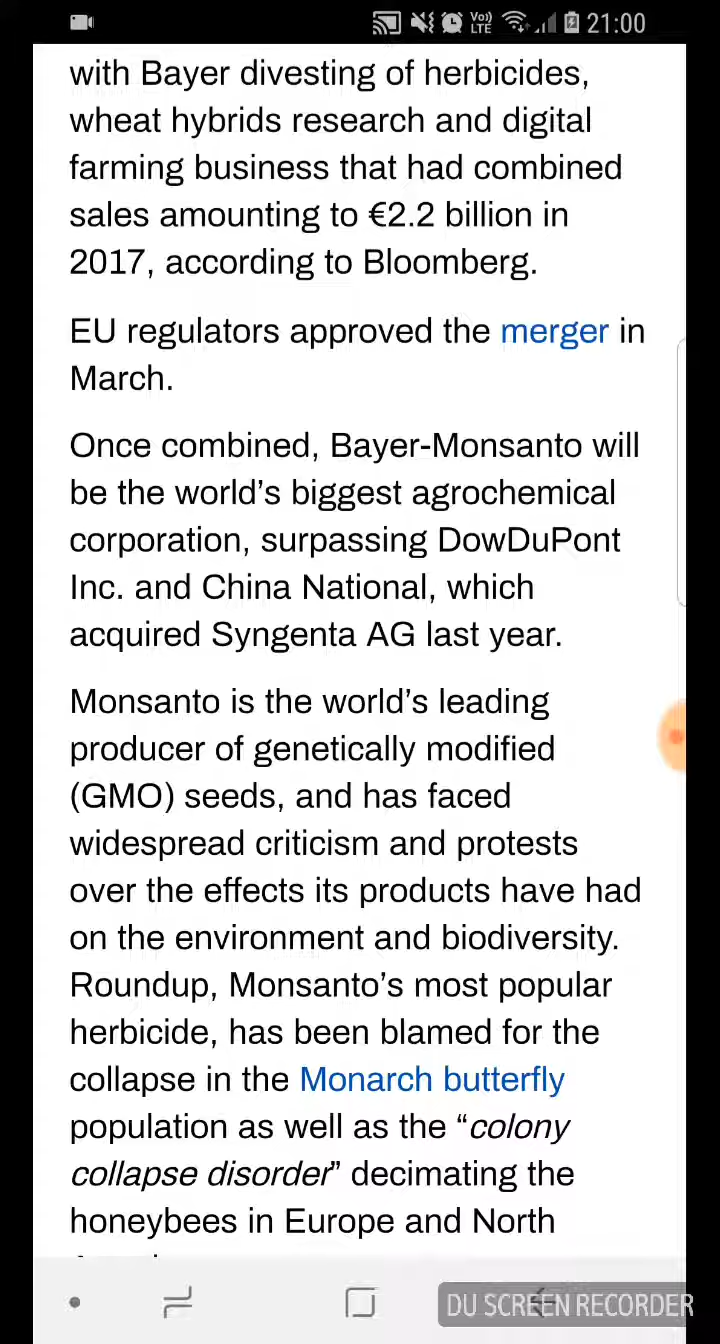 Vo)) LTE 21:00
with Bayer divesting of herbicides,
wheat hybrids research and digital
farming business that had combined
sales amounting to €2.2 billion in
2017, according to Bloomberg.
EU regulators approved the merger in
March.
Once combined, Bayer-Monsanto will
be the world’s biggest agrochemical
corporation, surpassing DowDuPont
Inc. and China National, which
acquired Syngenta AG last year.
Monsanto is the world’s leading
producer of genetically modified
(GMO) seeds, and has faced
widespread criticism and protests
over the effects its products have had
on the environment and biodiversity.
Roundup, Monsanto’s most popular
herbicide, has been blamed for the
collapse in the Monarch butterfly
population as well as the “colony
collapse disorder” decimating the
honeybees in Europe and North
DU SCREEN RECORDER